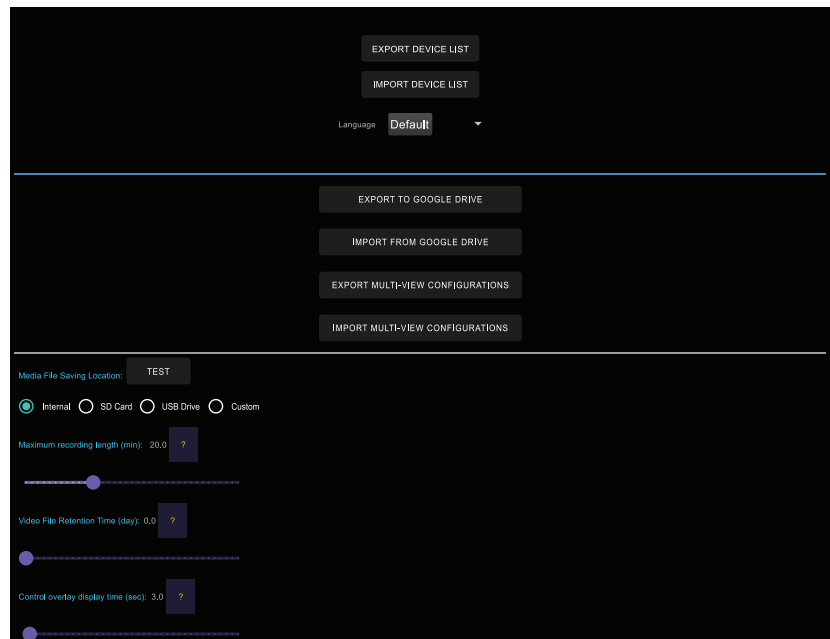 EXPORT DEVICE LIST
IMPORT DEVICE LIST
Language Default
EXPORT TO GOOGLE DRIVE
IMPORT FROM GOOGLE DRIVE
EXPORT MULTI-VIEW CONFIGURATIONS
IMPORT MULTI-VIEW CONFIGURATIONS
Media File Saving Location: TEST
Internal SD Card USB Drive Custom
Maximum recording length (min): 20.0 ?
Video File Retention Time (day): 0.0 ?
Control overlay display time (sec): 3.0 ?